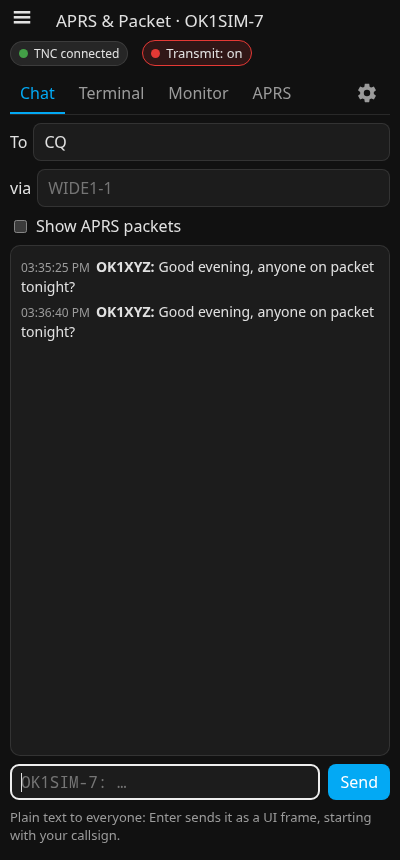 APRS & Packet · OK1SIM-7
TNC connected
Transmit: on
Chat
Terminal
Monitor
APRS
To
CQ
via
WIDE1-1
Show APRS packets
03:35:25 PM OK1XYZ: Good evening, anyone on packet
tonight?
03:36:40 PM OK1XYZ: Good evening, anyone on packet
tonight?
OK1SIM-7: …
Send
Plain text to everyone: Enter sends it as a UI frame, starting
with your callsign.